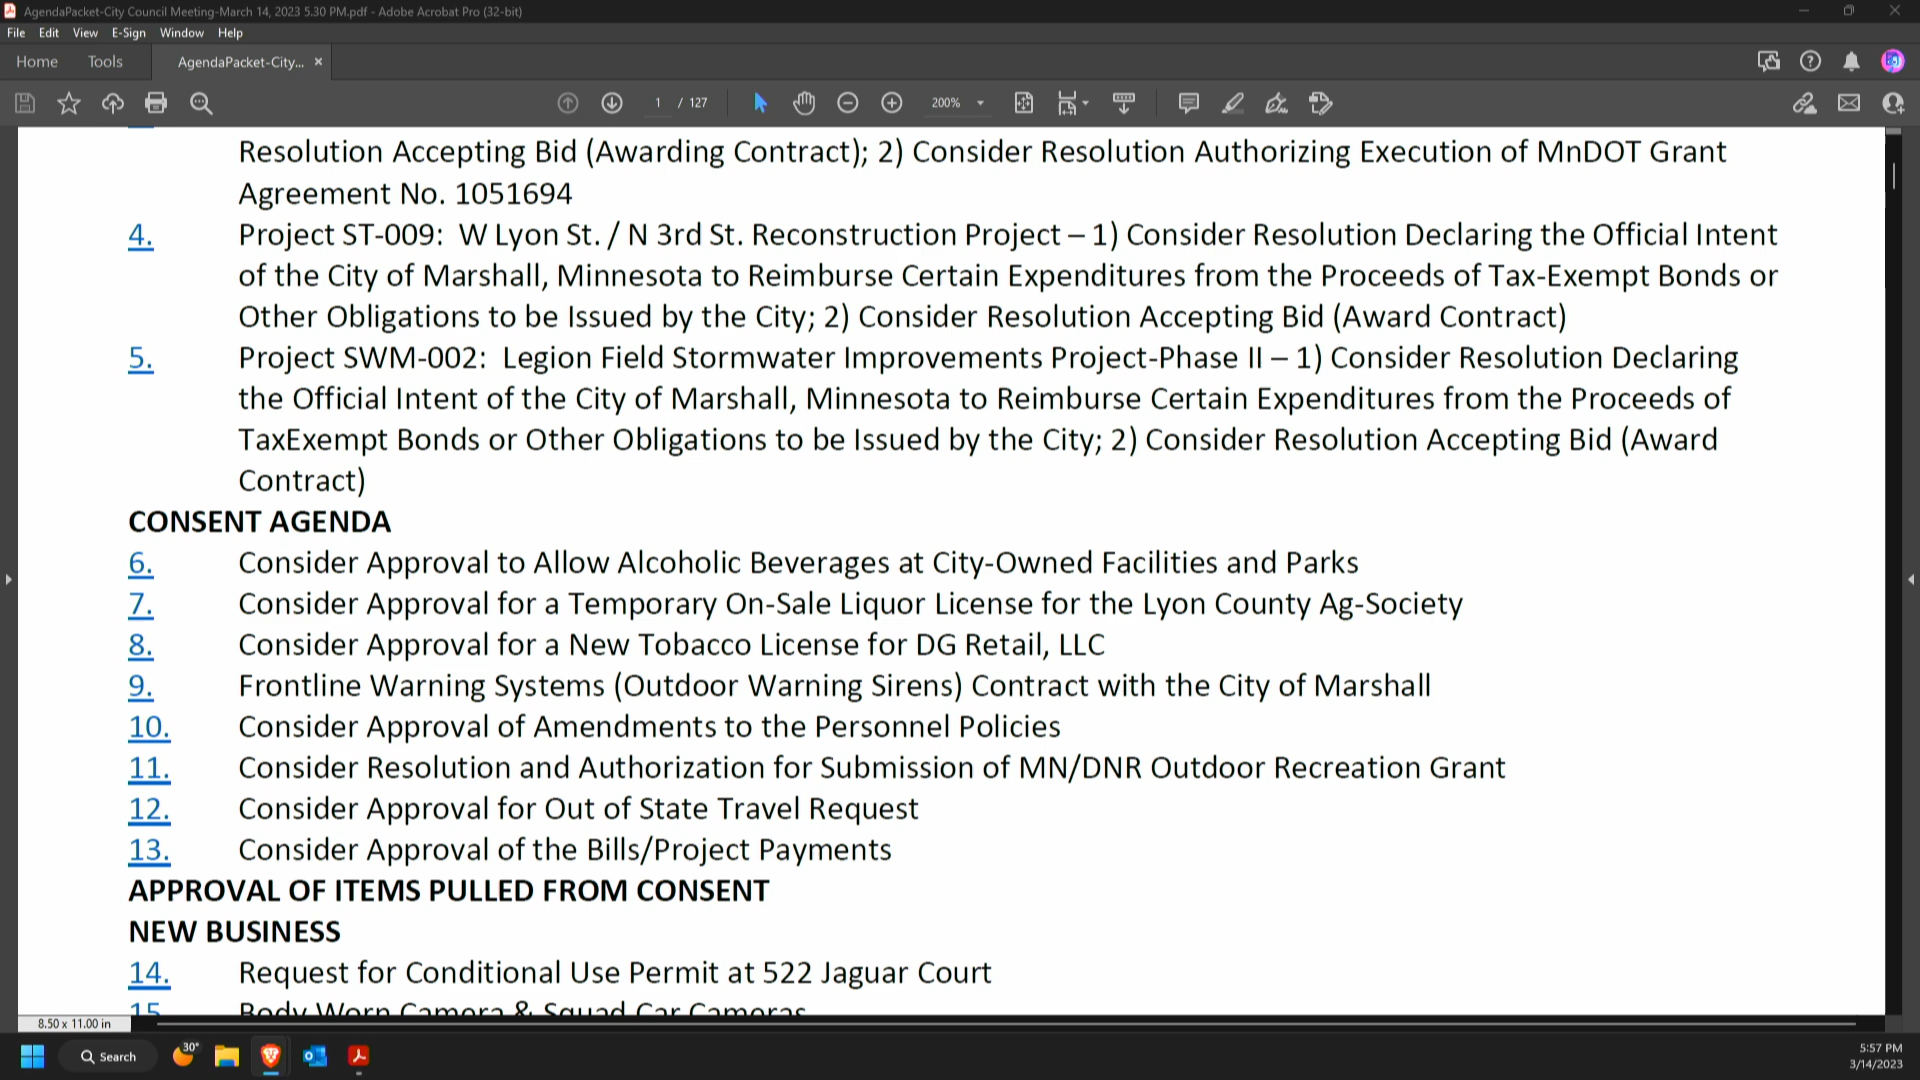 AgendaPacket-City Council Meeting-March 14, 2023 5.30 PM.pdf - Adobe Acrobat Pro (32-bit)
File Edit View E-Sign Window Help
Home Tools AgendaPacket-City... ×
1 / 127 200%
Resolution Accepting Bid (Awarding Contract); 2) Consider Resolution Authorizing Execution of MnDOT Grant
Agreement No. 1051694
4. Project ST-009: W Lyon St. / N 3rd St. Reconstruction Project – 1) Consider Resolution Declaring the Official Intent
of the City of Marshall, Minnesota to Reimburse Certain Expenditures from the Proceeds of Tax-Exempt Bonds or
Other Obligations to be Issued by the City; 2) Consider Resolution Accepting Bid (Award Contract)
5. Project SWM-002: Legion Field Stormwater Improvements Project-Phase II – 1) Consider Resolution Declaring
the Official Intent of the City of Marshall, Minnesota to Reimburse Certain Expenditures from the Proceeds of
TaxExempt Bonds or Other Obligations to be Issued by the City; 2) Consider Resolution Accepting Bid (Award
Contract)
CONSENT AGENDA
6. Consider Approval to Allow Alcoholic Beverages at City-Owned Facilities and Parks
7. Consider Approval for a Temporary On-Sale Liquor License for the Lyon County Ag-Society
8. Consider Approval for a New Tobacco License for DG Retail, LLC
9. Frontline Warning Systems (Outdoor Warning Sirens) Contract with the City of Marshall
10. Consider Approval of Amendments to the Personnel Policies
11. Consider Resolution and Authorization for Submission of MN/DNR Outdoor Recreation Grant
12. Consider Approval for Out of State Travel Request
13. Consider Approval of the Bills/Project Payments
APPROVAL OF ITEMS PULLED FROM CONSENT
NEW BUSINESS
14. Request for Conditional Use Permit at 522 Jaguar Court
15 Body Worn Camera & Squad Car Cameras
8.50 x 11.00 in
30° Search
5:57 PM
3/14/2023